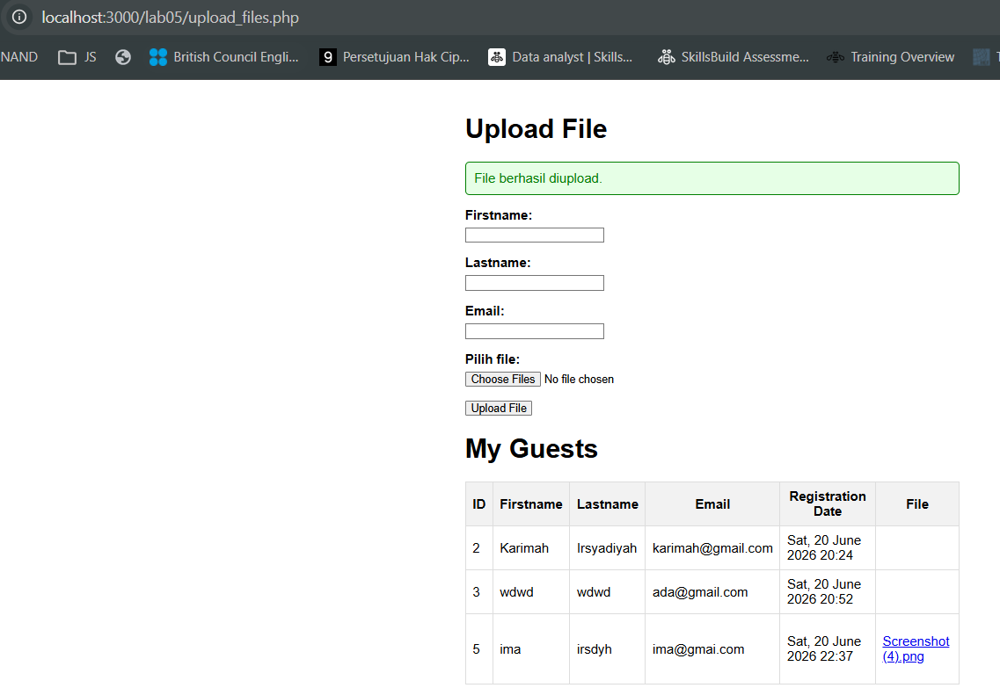 localhost:3000/lab05/upload_files.php
NAND JS British Council Engli... 9 Persetujuan Hak Cip... Data analyst | Skills... SkillsBuild Assessme... Training Overview
Upload File
File berhasil diupload.
Firstname:
Lastname:
Email:
Pilih file:
Choose Files No file chosen
Upload File
My Guests
ID Firstname Lastname Email Registration Date File
2 Karimah Irsyadiyah karimah@gmail.com Sat, 20 June 2026 20:24
3 wdwd wdwd ada@gmail.com Sat, 20 June 2026 20:52
5 ima irsdyh ima@gmai.com Sat, 20 June 2026 22:37 Screenshot (4).png